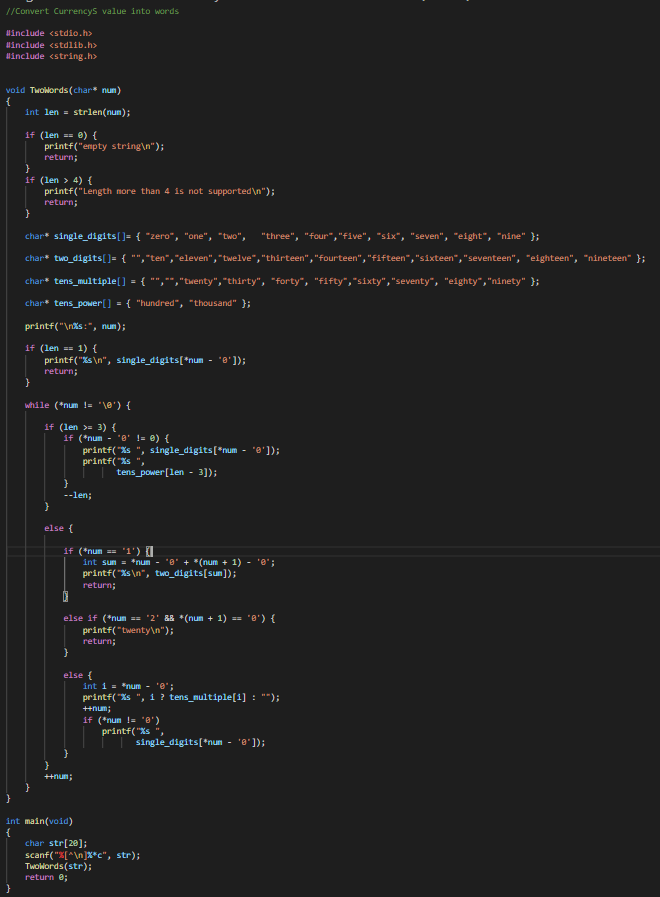 //Convert CurrencyS value into words
#include <stdio.h>
#include <stdlib.h>
#include <string.h>
void TwoWords(char* num)
{
int len = strlen(num);
if (len == 0) {
printf("empty string\n");
return;
}
if (len > 4) {
printf("Length more than 4 is not supported\n");
return;
}
char* single_digits[]= { "zero", "one", "two",   "three", "four","five", "six", "seven", "eight", "nine" };
char* two_digits[]= { "","ten","eleven","twelve","thirteen","fourteen","fifteen","sixteen","seventeen", "eighteen", "nineteen" };
char* tens_multiple[] = { "","","twenty","thirty", "forty", "fifty","sixty","seventy", "eighty","ninety" };
char* tens_power[] = { "hundred", "thousand" };
printf("\n%s:", num);
if (len == 1) {
printf("%s\n", single_digits[*num - '0']);
return;
}
while (*num != '\0') {
if (len >= 3) {
if (*num - '0' != 0) {
printf("%s ", single_digits[*num - '0']);
printf("%s ",
tens_power[len - 3]);
}
--len;
}
else {
if (*num == '1') {
int sum = *num - '0' + *(num + 1) - '0';
printf("%s\n", two_digits[sum]);
return;
}
else if (*num == '2' && *(num + 1) == '0') {
printf("twenty\n");
return;
}
else {
int i = *num - '0';
printf("%s ", i ? tens_multiple[i] : "");
++num;
if (*num != '0')
printf("%s ",
single_digits[*num - '0']);
}
}
++num;
}
}
int main(void)
{
char str[20];
scanf("%[^\n]%*c", str);
TwoWords(str);
return 0;
}